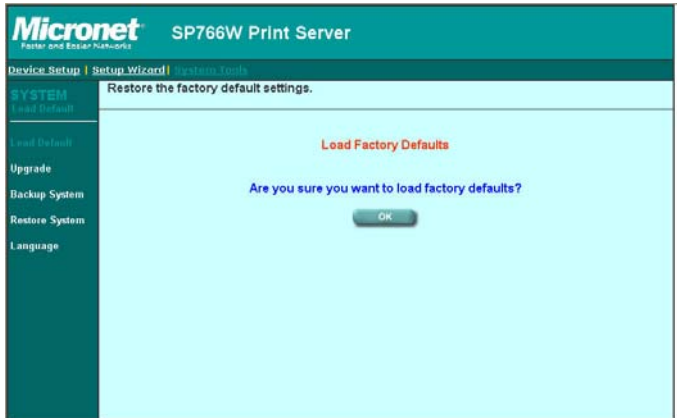 Micronet SP766W Print Server
Faster and Easier Networks
Device Setup | Setup Wizard | System Tools
SYSTEM
Load Default
Restore the factory default settings.
Load Default
Upgrade
Backup System
Restore System
Language
Load Factory Defaults
Are you sure you want to load factory defaults?
OK